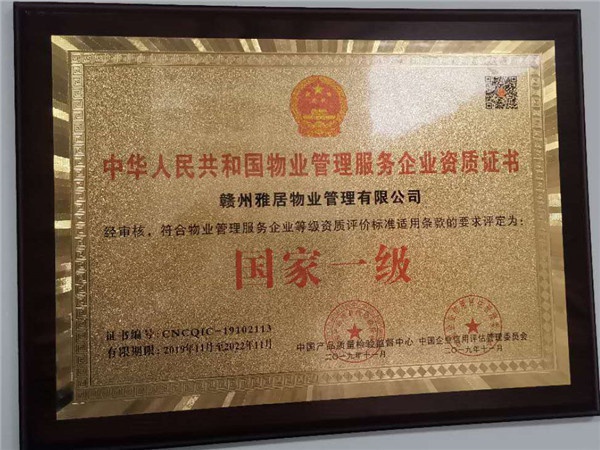 中华人民共和国物业管理服务企业资质证书
赣州雅居物业管理有限公司
经审核，符合物业管理服务企业等级资质评价标准适用条款的要求评定为：
国家一级
证书编号：CNCQIC-19102113
有限期限：2019年11月至2022年11月
中国产品质量检验监督中心 中国企业信用评估管理委员会
二〇一九年十一月 二〇一九年十一月